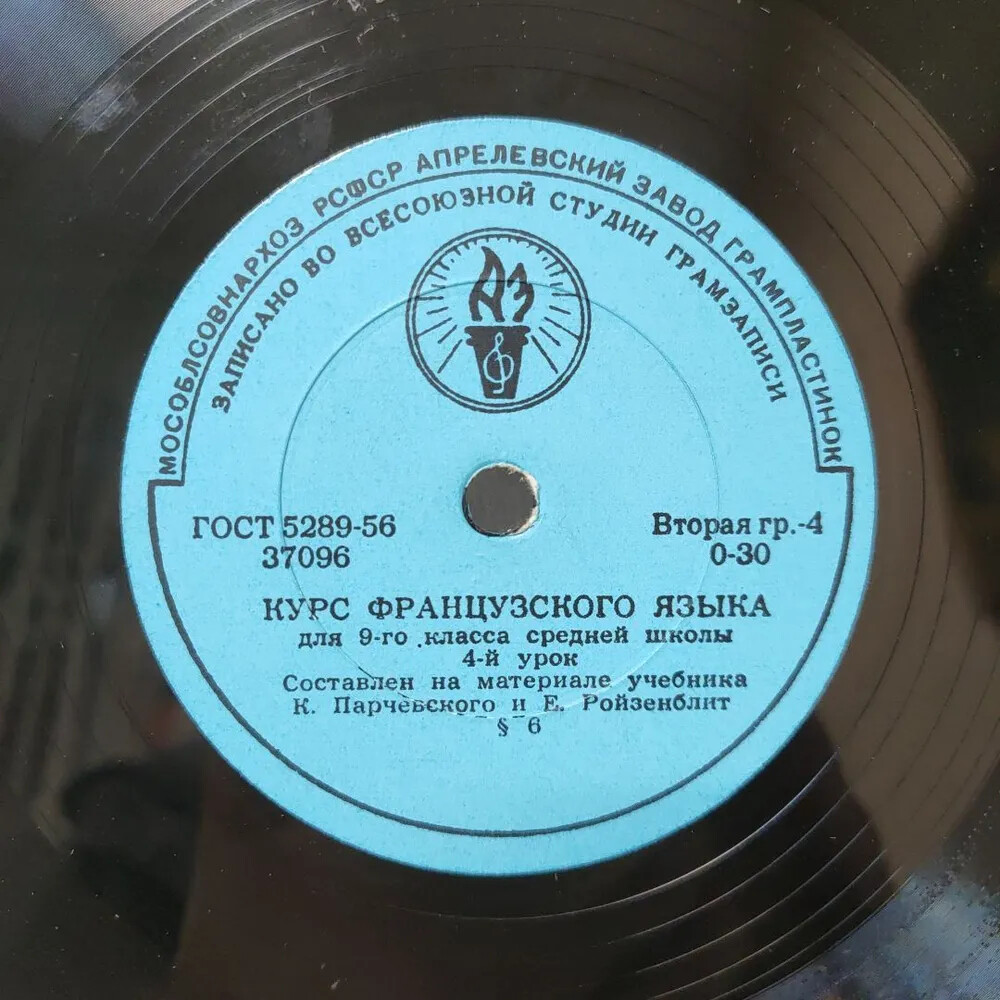 МОСОБЛСОВНАРХОЗ РСФСР АПРЕЛЕВСКИЙ ЗАВОД ГРАМПЛАСТИНОК
ЗАПИСАНО ВО ВСЕСОЮЗНОЙ СТУДИИ ГРАМЗАПИСИ
АЗ
ГОСТ 5289-56
37096
Вторая гр.-4
0-30
КУРС ФРАНЦУЗСКОГО ЯЗЫКА
для 9-го класса средней школы
4-й урок
Составлен на материале учебника
К. Парчевского и Е. Ройзенблит
§ 6